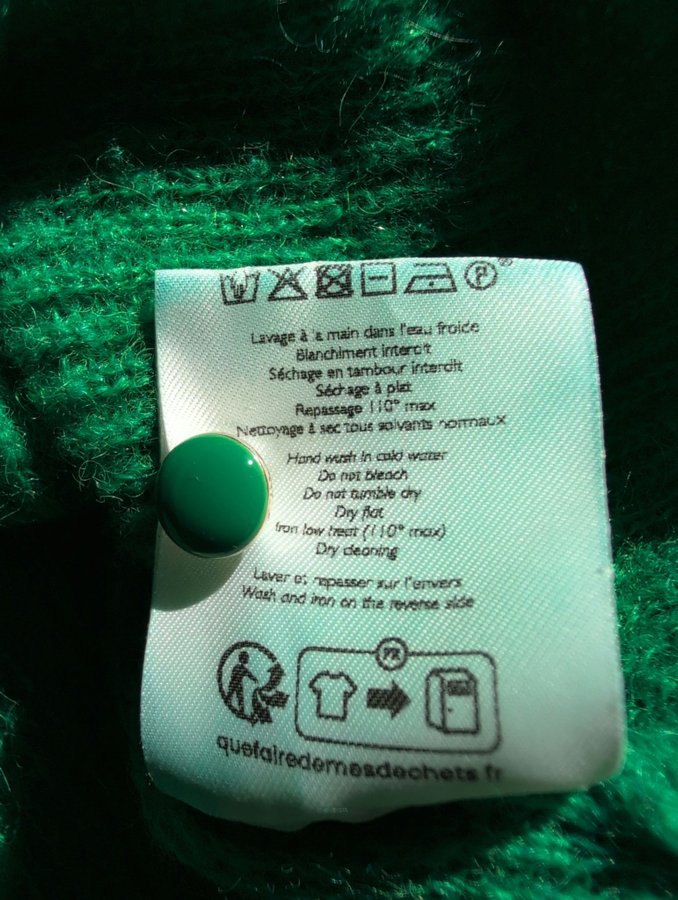 P®
Lavage à la main dans l'eau froide
Blanchiment interdit
Séchage en tambour interdit
Séchage à plat
Repassage 110° max
Nettoyage à sec tous solvants normaux
Hand wash in cold water
Do not bleach
Do not tumble dry
Dry flat
Iron low heat (110° max)
Dry cleaning
Laver et repasser sur l'envers
Wash and iron on the reverse side
FR
quefairedemesdechets.fr